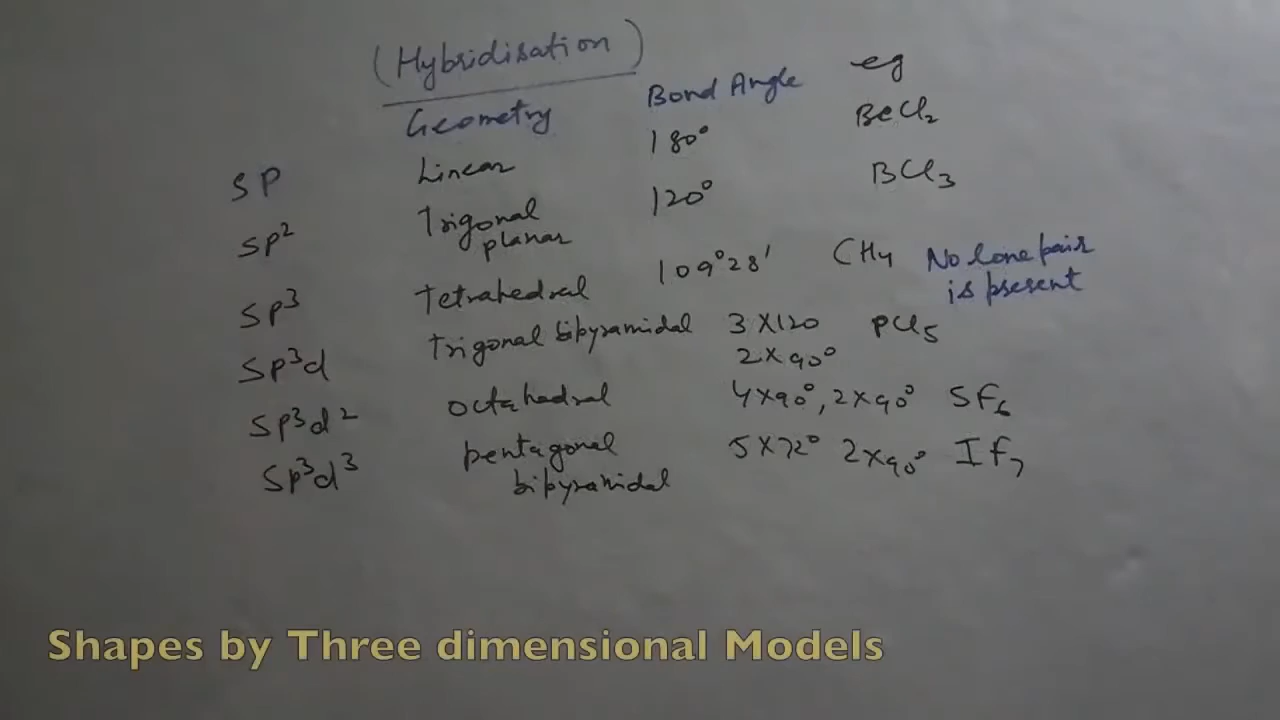 (Hybridisation)
Geometry Bond Angle eg
SP Linear 180° BeCl2
SP2 Trigonal planar 120° BCl3
SP3 Tetrahedral 109°28' CH4 No lone pair is present
SP3d Trigonal bipyramidal 3X120 2X90° PCl5
SP3d2 Octahedral 4X90°, 2X90° SF6
SP3d3 pentagonal bipyramidal 5X72° 2X90° IF7
Shapes by Three dimensional Models